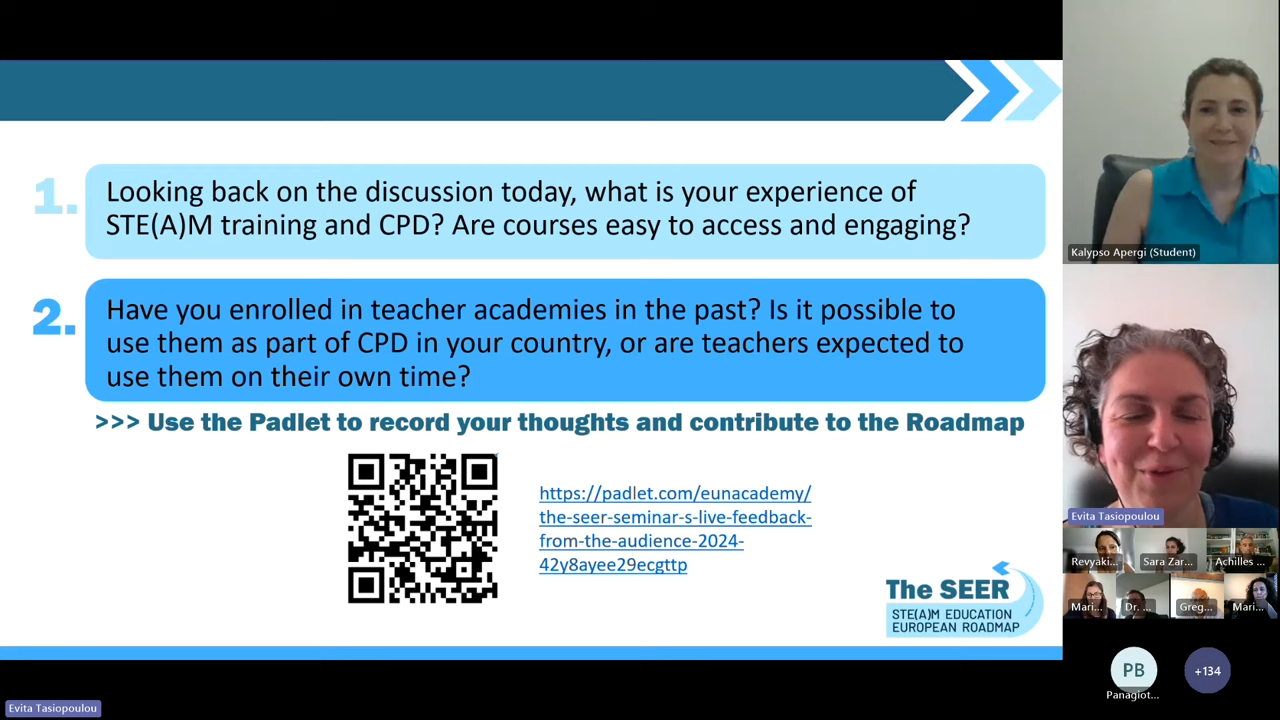 1.
Looking back on the discussion today, what is your experience of
STE(A)M training and CPD? Are courses easy to access and engaging?
2.
Have you enrolled in teacher academies in the past? Is it possible to
use them as part of CPD in your country, or are teachers expected to
use them on their own time?
>>> Use the Padlet to record your thoughts and contribute to the Roadmap
https://padlet.com/eunacademy/
the-seer-seminar-s-live-feedback-
from-the-audience-2024-
42y8ayee29ecgttp
The SEER
STE(A)M EDUCATION
EUROPEAN ROADMAP
Kalypso Apergi (Student)
Evita Tasiopoulou
Revyaki...
Sara Zar...
Achilles ...
Mari...
Dr. ...
Greg...
Mari...
PB
+134
Panagiot...
Evita Tasiopoulou